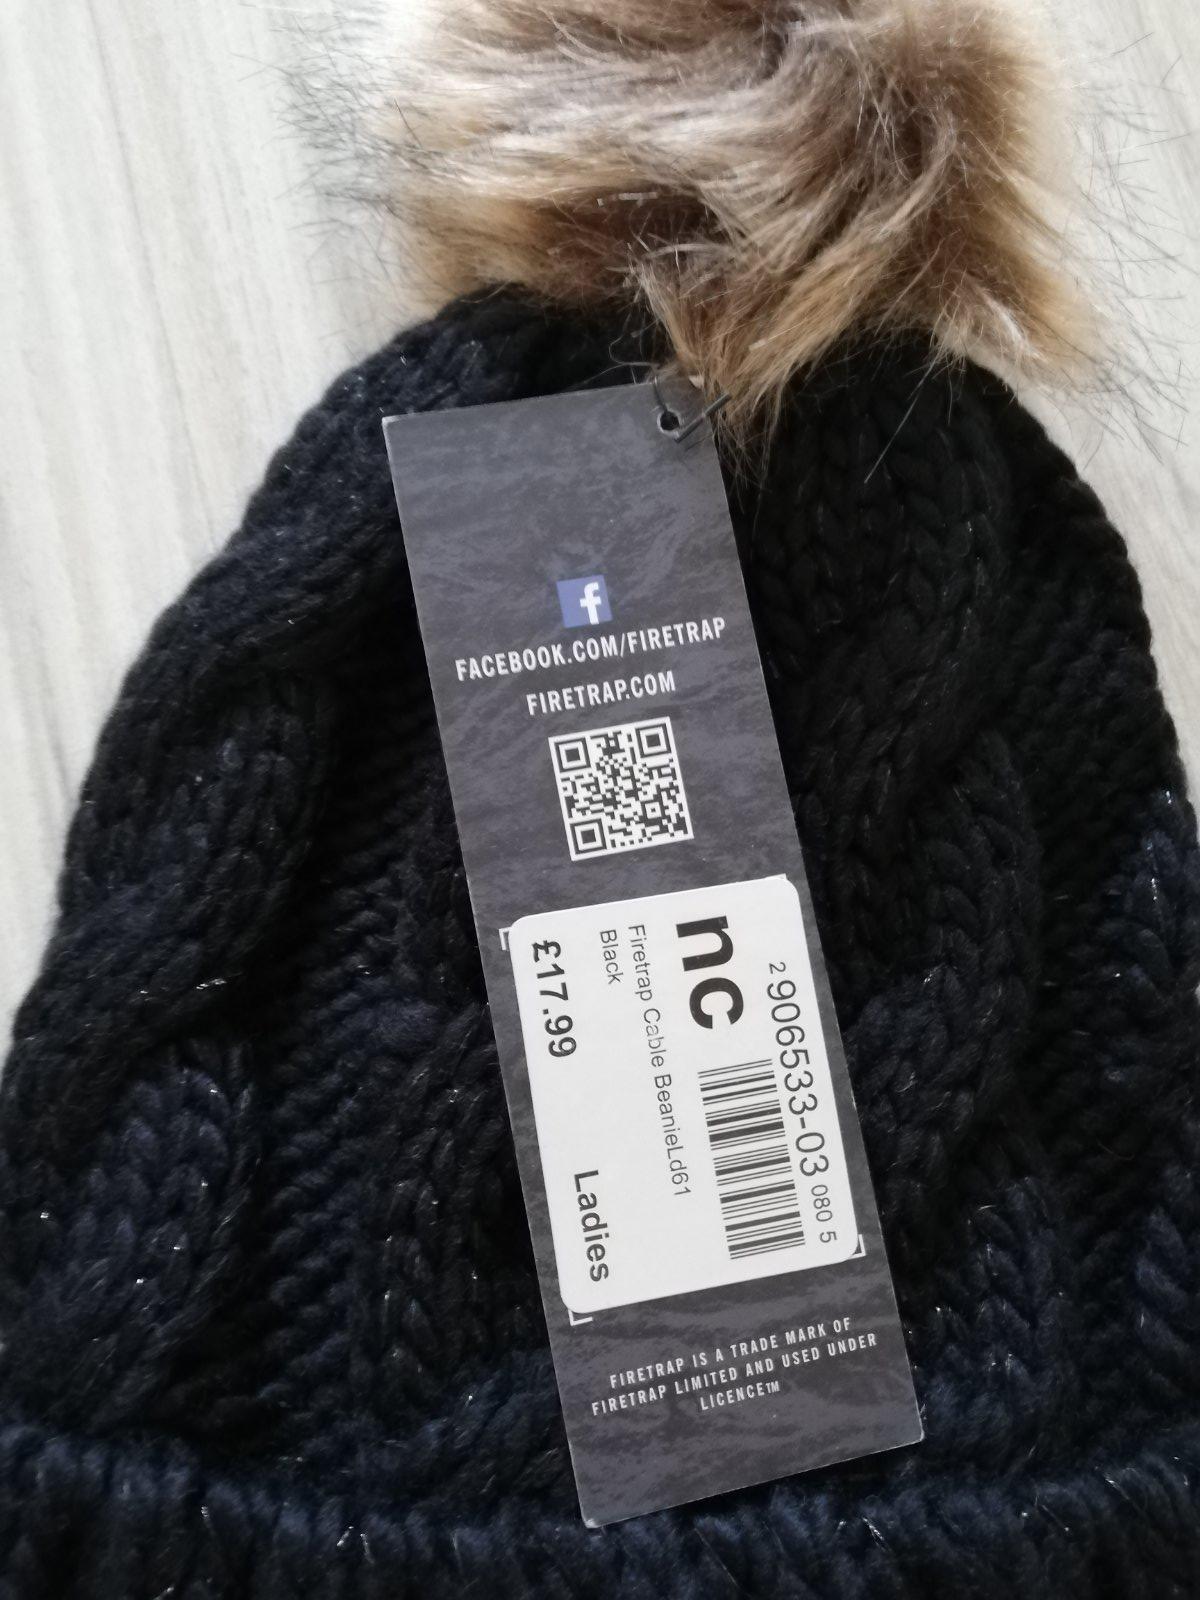 f
FACEBOOK.COM/FIRETRAP
FIRETRAP.COM
2 906533-03 080 5
nc
Firetrap Cable BeanieLd61
Black
£17.99 Ladies
FIRETRAP IS A TRADE MARK OF
FIRETRAP LIMITED AND USED UNDER
LICENCE™